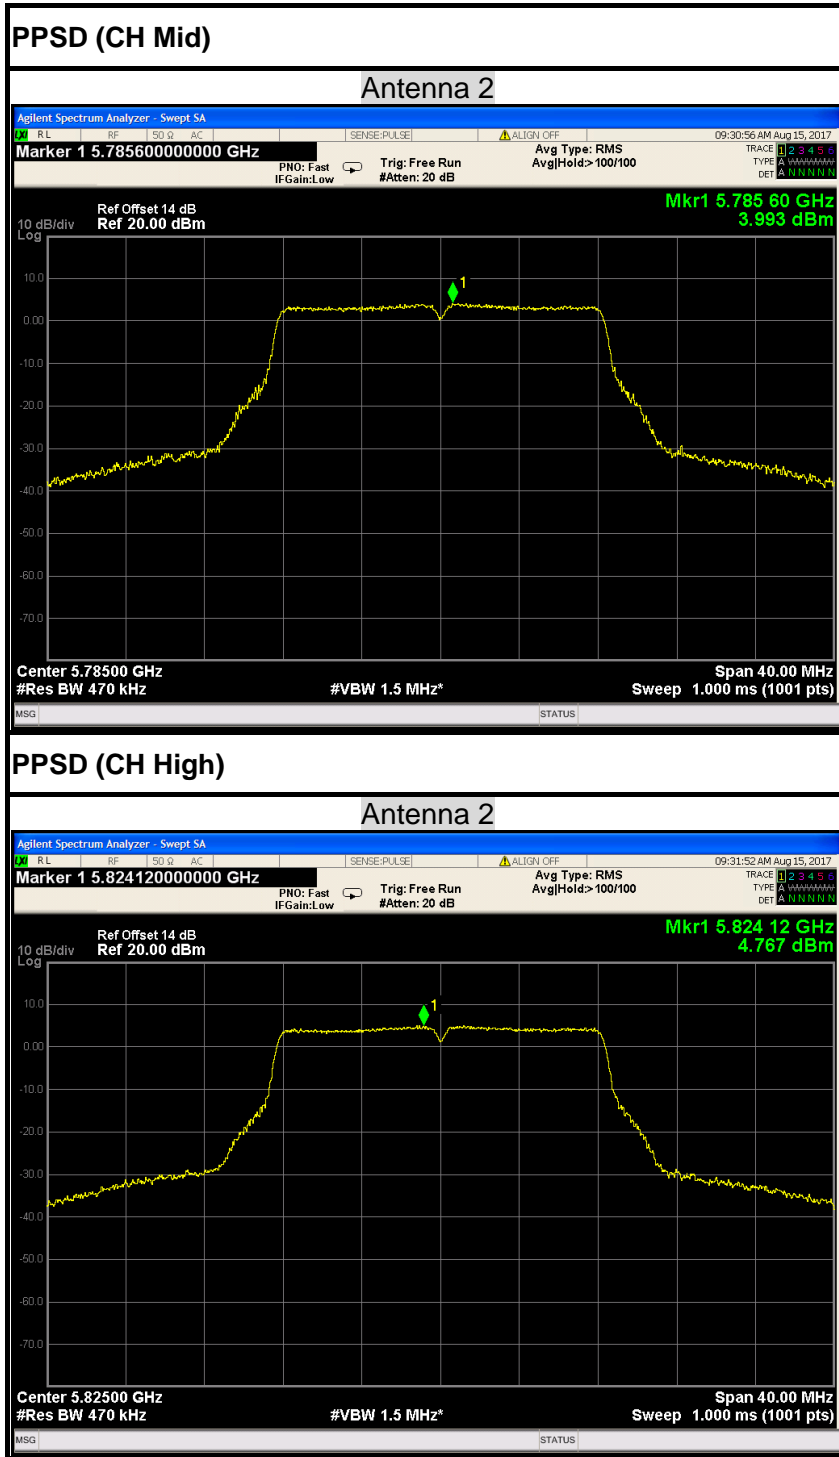 PPSD (CH Mid)
Antenna 2
Agilent Spectrum Analyzer - Swept SA
LXI RL RF 50 Ω AC SENSE:PULSE ALIGN OFF 09:30:56 AM Aug 15, 2017
Marker 1 5.785600000000 GHz Avg Type: RMS TRACE 1 2 3 4 5 6
PNO: Fast Trig: Free Run Avg|Hold:>100/100 TYPE A WWWWW
IFGain:Low #Atten: 20 dB DET A N N N N N
Mkr1 5.785 60 GHz
3.993 dBm
Ref Offset 14 dB
10 dB/div Ref 20.00 dBm
Log
1
10.0
0.00
-10.0
-20.0
-30.0
-40.0
-50.0
-60.0
-70.0
Center 5.78500 GHz Span 40.00 MHz
#Res BW 470 kHz #VBW 1.5 MHz* Sweep 1.000 ms (1001 pts)
MSG STATUS
PPSD (CH High)
Antenna 2
Agilent Spectrum Analyzer - Swept SA
LXI RL RF 50 Ω AC SENSE:PULSE ALIGN OFF 09:31:52 AM Aug 15, 2017
Marker 1 5.824120000000 GHz Avg Type: RMS TRACE 1 2 3 4 5 6
PNO: Fast Trig: Free Run Avg|Hold:>100/100 TYPE A WWWWW
IFGain:Low #Atten: 20 dB DET A N N N N N
Mkr1 5.824 12 GHz
4.767 dBm
Ref Offset 14 dB
10 dB/div Ref 20.00 dBm
Log
1
10.0
0.00
-10.0
-20.0
-30.0
-40.0
-50.0
-60.0
-70.0
Center 5.82500 GHz Span 40.00 MHz
#Res BW 470 kHz #VBW 1.5 MHz* Sweep 1.000 ms (1001 pts)
MSG STATUS